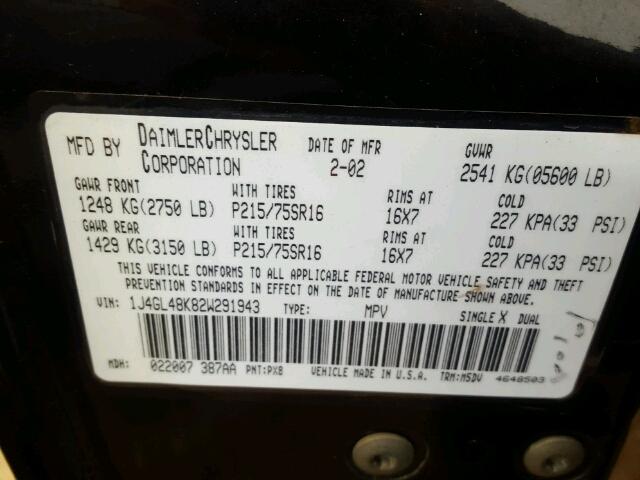 MFD BY DAIMLERCHRYSLER CORPORATION DATE OF MFR 2-02 GVWR 2541 KG(05600 LB)
GAWR FRONT WITH TIRES RIMS AT COLD
1248 KG(2750 LB) P215/75SR16 16X7 227 KPA(33 PSI)
GAWR REAR WITH TIRES RIMS AT COLD
1429 KG(3150 LB) P215/75SR16 16X7 227 KPA(33 PSI)
THIS VEHICLE CONFORMS TO ALL APPLICABLE FEDERAL MOTOR VEHICLE SAFETY AND THEFT
PREVENTION STANDARDS IN EFFECT ON THE DATE OF MANUFACTURE SHOWN ABOVE.
VIN: 1J4GL48K82W291943 TYPE: MPV SINGLE X DUAL
MDH: 022007 387AA PNT:PX8 VEHICLE MADE IN U.S.A. TRM:M5DV 4648503